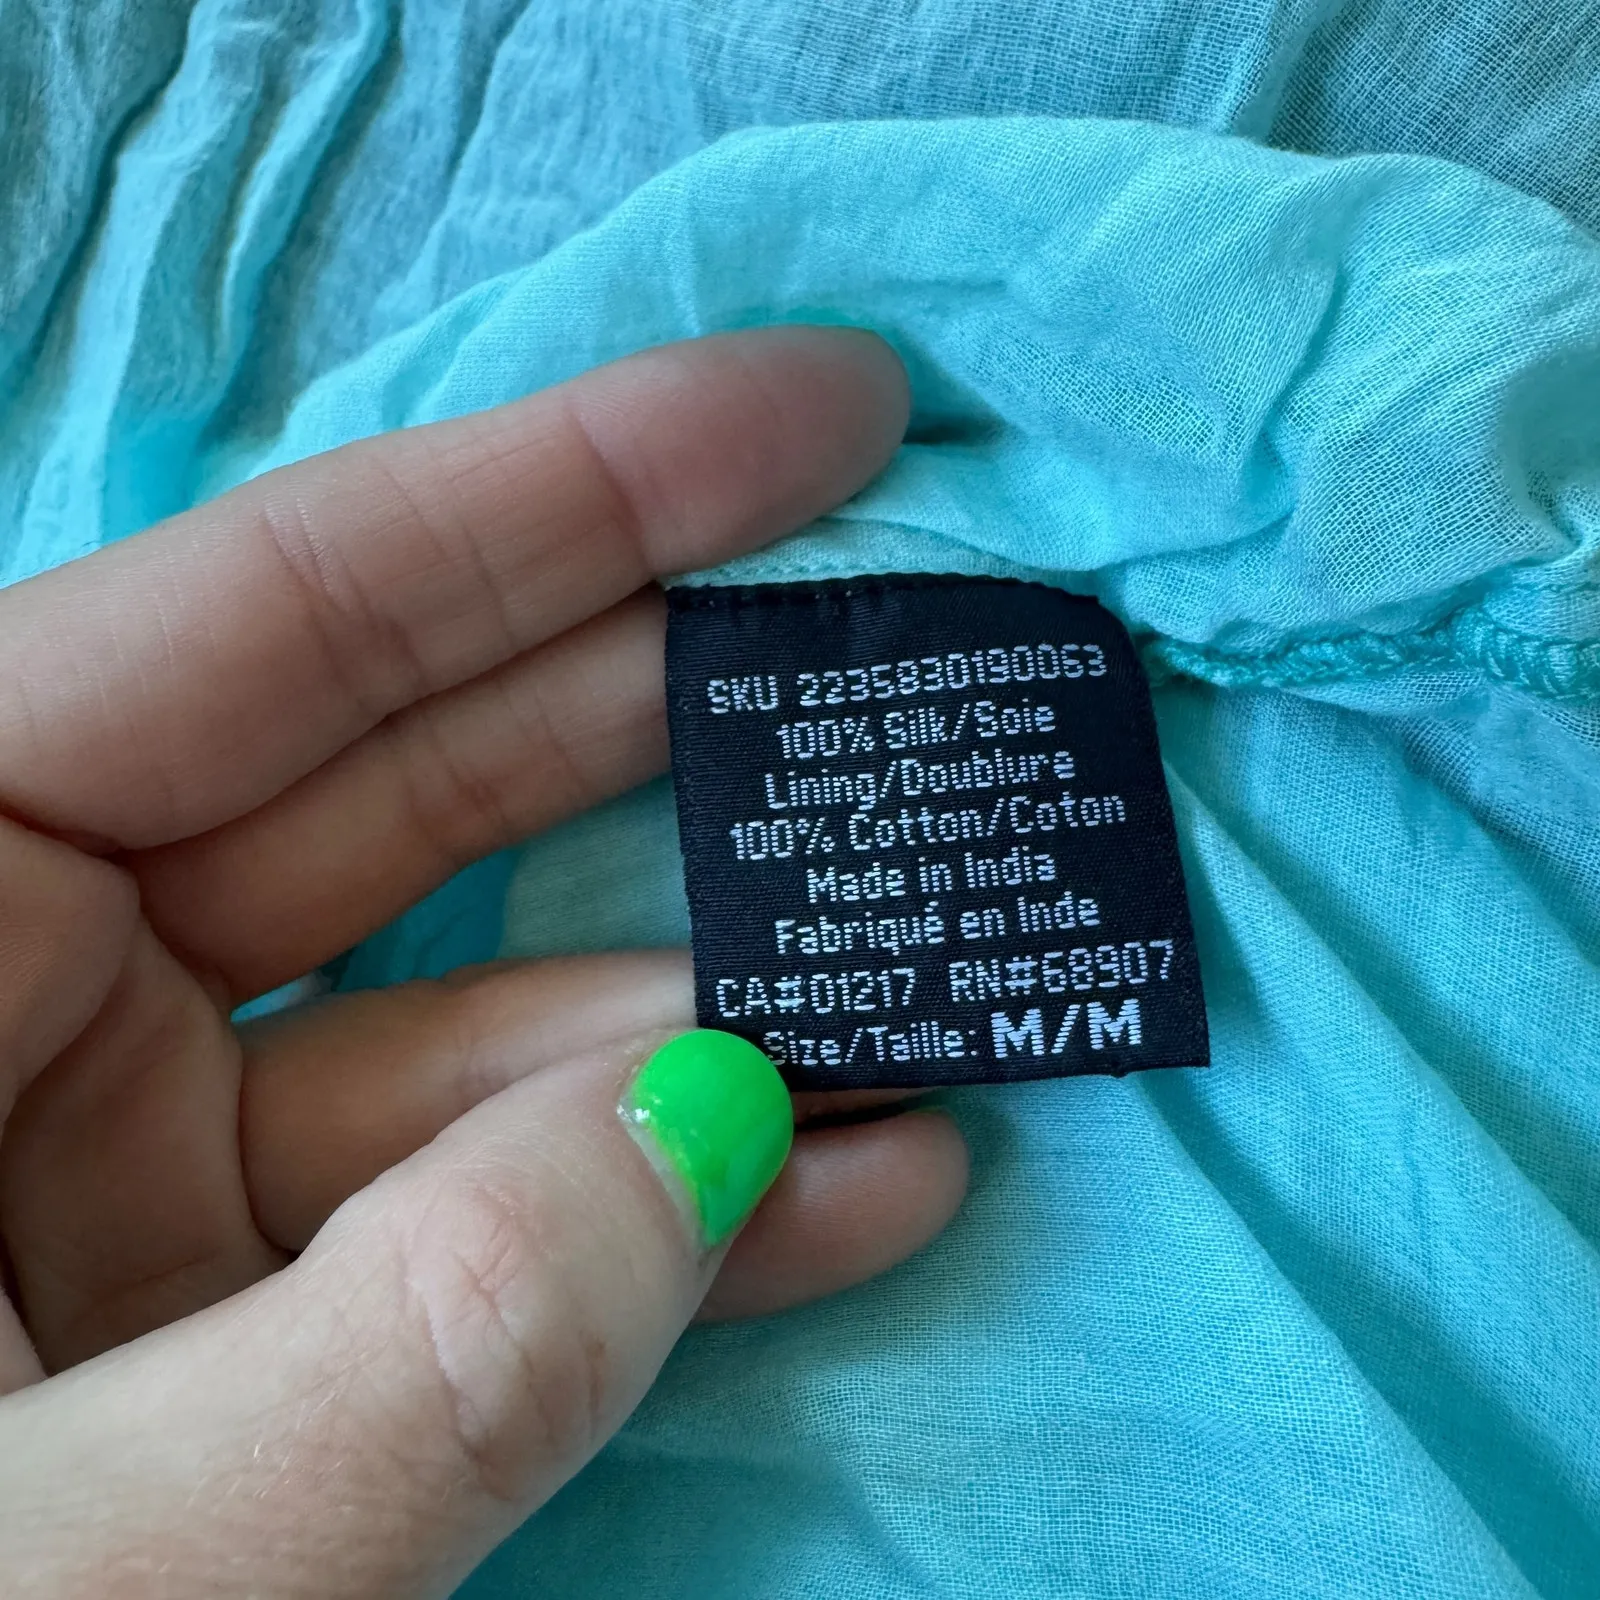 SKU 2235830190063
100% Silk/Soie
Lining/Doublure
100% Cotton/Coton
Made in India
Fabriqué en Inde
CA#01217 RN#68907
Size/Taille: M/M